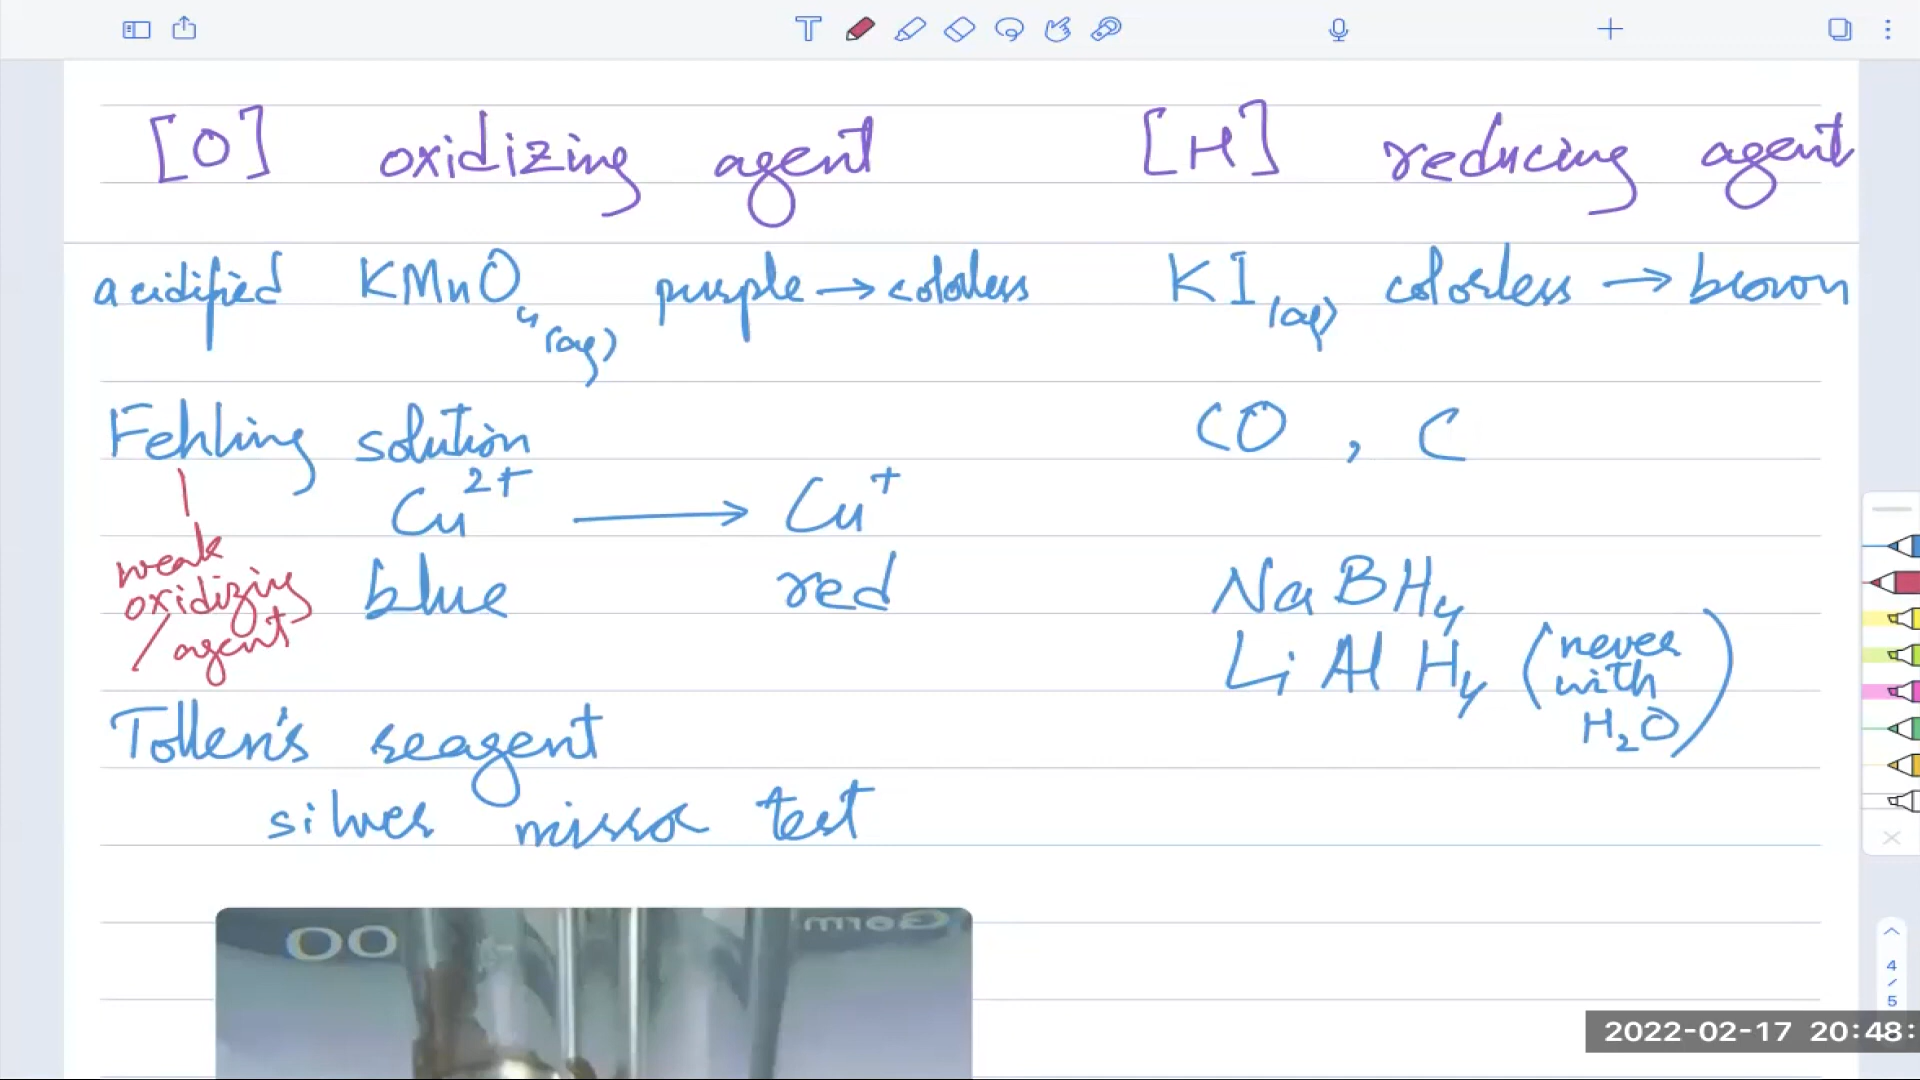 [O] oxidizing agent [H] reducing agent
acidified KMnO₄(aq) purple → colorless KI(aq) colorless → brown
Fehling solution CO , C
Cu²⁺ ⟶ Cu⁺
weak
oxidizing
agent
blue red
NaBH₄
LiAlH₄ (never
with
H₂O)
Tollen's reagent
silver mirror test
4
/
5
2022-02-17 20:48: